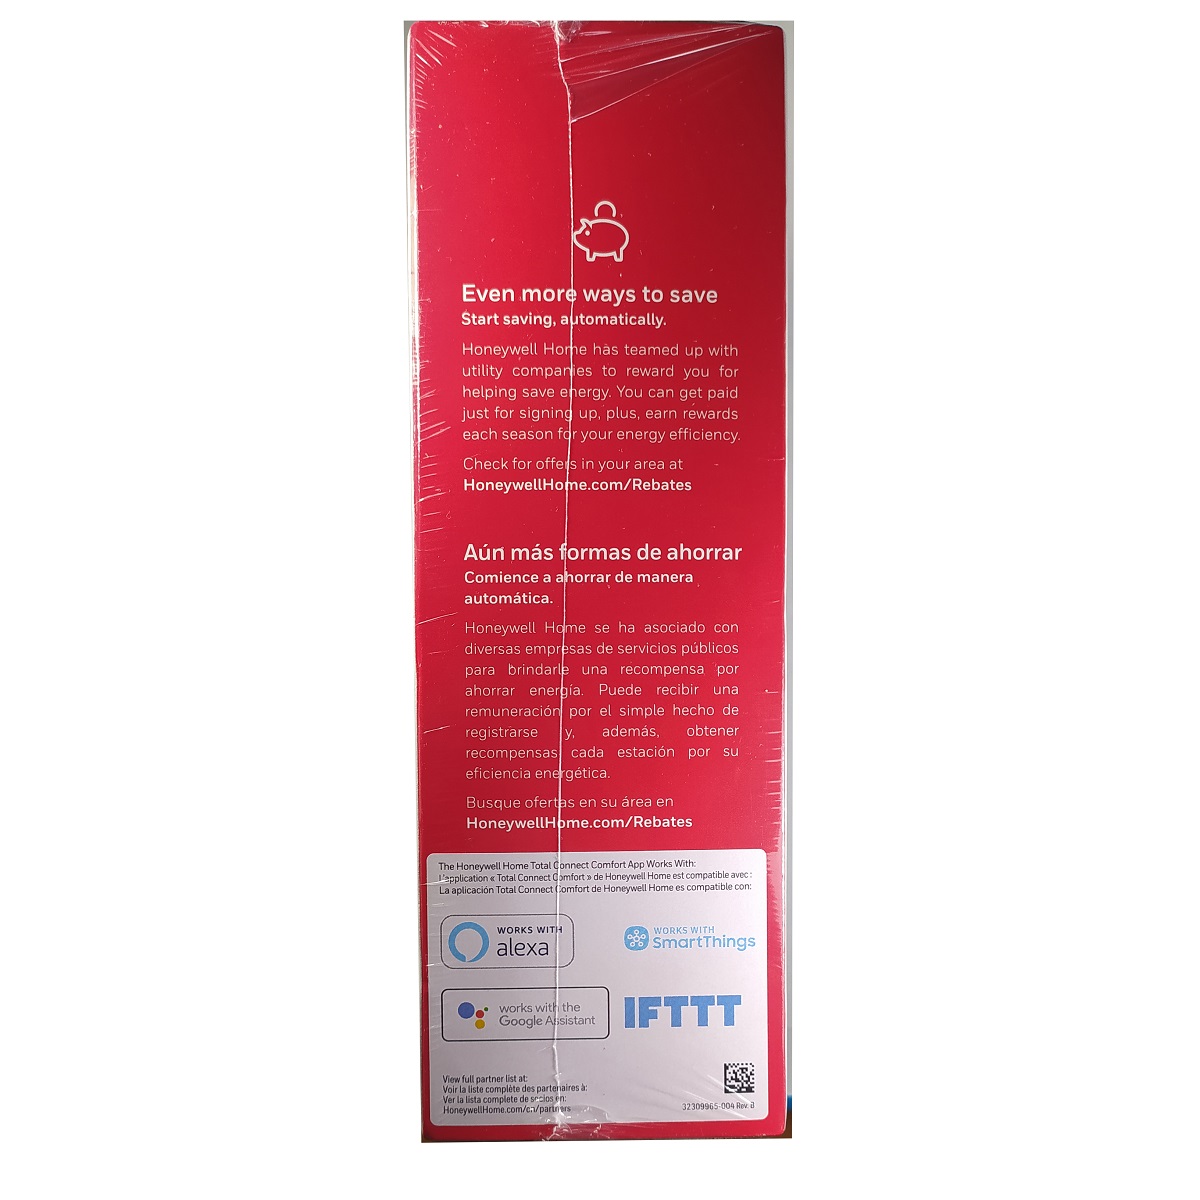 Even more ways to save
Start saving, automatically.
Honeywell Home has teamed up with
utility companies to reward you for
helping save energy. You can get paid
just for signing up, plus, earn rewards
each season for your energy efficiency.
Check for offers in your area at
HoneywellHome.com/Rebates
Aún más formas de ahorrar
Comience a ahorrar de manera
automática.
Honeywell Home se ha asociado con
diversas empresas de servicios públicos
para brindarle una recompensa por
ahorrar energía. Puede recibir una
remuneración por el simple hecho de
registrarse y, además, obtener
recompensas cada estación por su
eficiencia energética.
Busque ofertas en su área en
HoneywellHome.com/Rebates
The Honeywell Home Total Connect Comfort App Works With:
L'application « Total Connect Comfort » de Honeywell Home est compatible avec :
La aplicación Total Connect Comfort de Honeywell Home es compatible con:
WORKS WITH
alexa
WORKS WITH
SmartThings
works with the
Google Assistant
IFTTT
View full partner list at:
Voir la liste complète des partenaires à:
Ver la lista complete de socios en:
HoneywellHome.com/en/partners
32309965-004 Rev. B